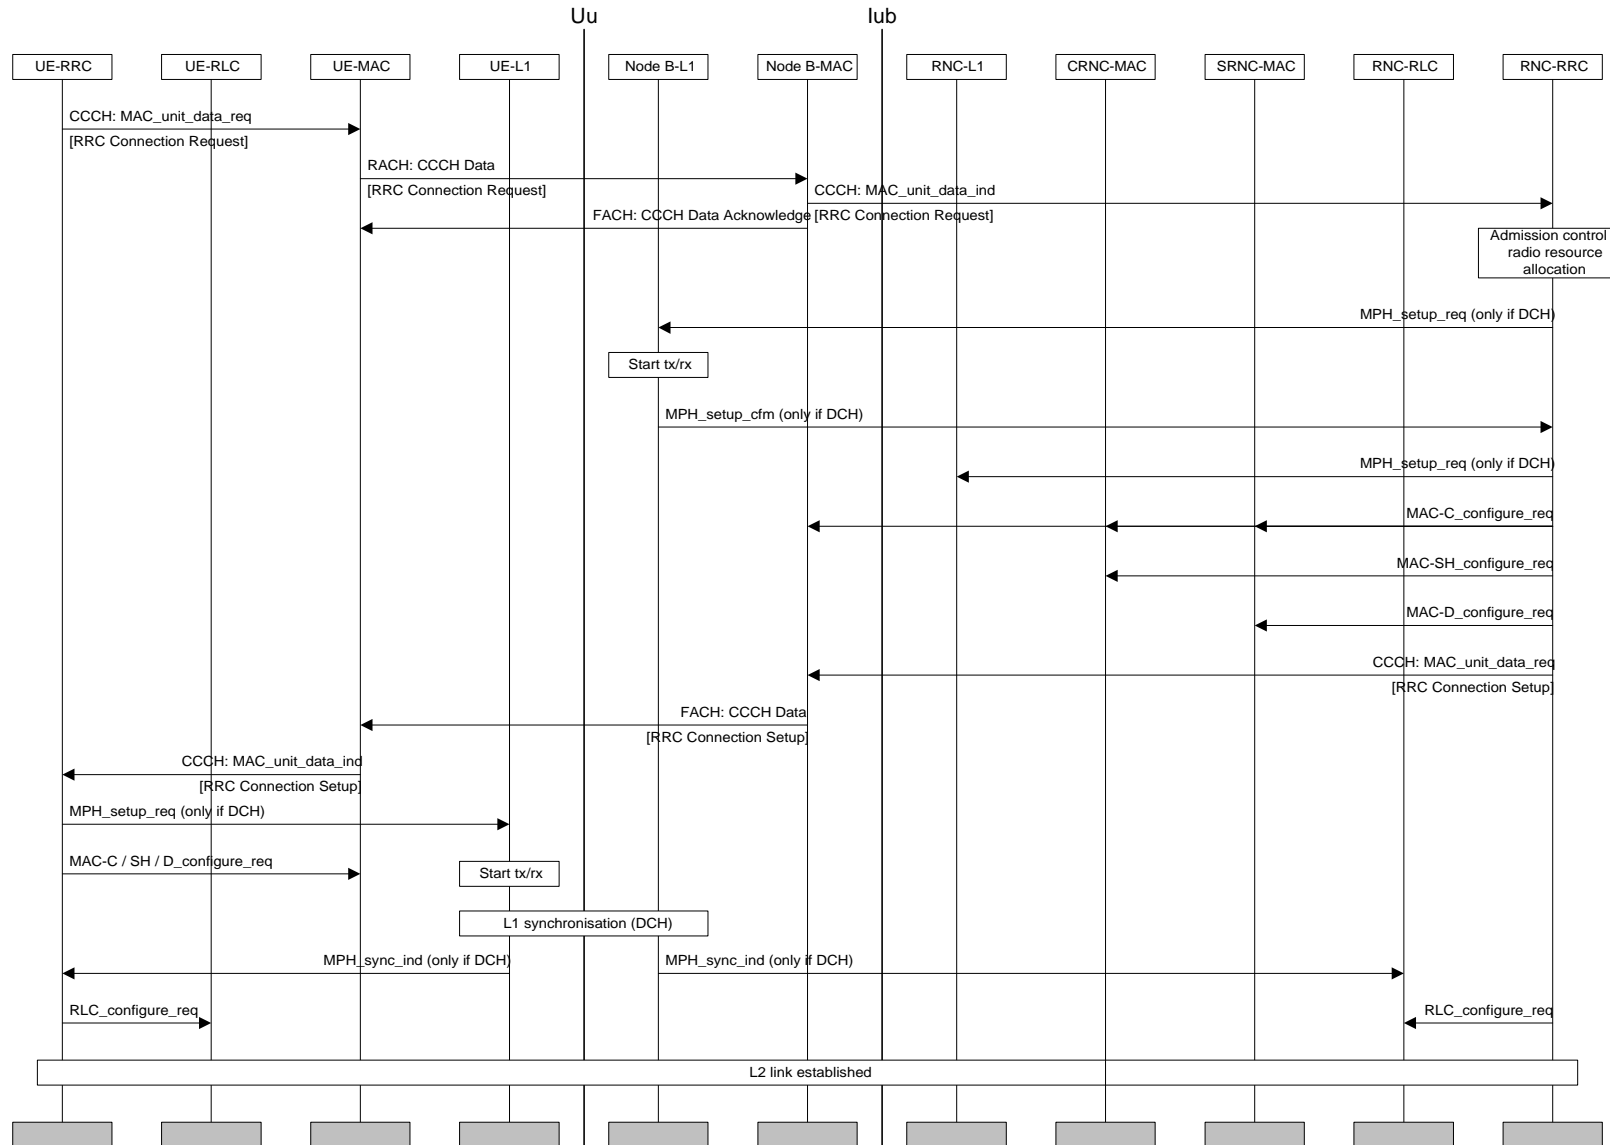 Uu
Iub
UE-RRC
UE-RLC
UE-MAC
UE-L1
Node B-L1
Node B-MAC
RNC-L1
CRNC-MAC
SRNC-MAC
RNC-RLC
RNC-RRC
CCCH: MAC_unit_data_req
[RRC Connection Request]
RACH: CCCH Data
[RRC Connection Request]
CCCH: MAC_unit_data_ind
[RRC Connection Request]
FACH: CCCH Data Acknowledge
Admission control
radio resource
allocation
MPH_setup_req (only if DCH)
Start tx/rx
MPH_setup_cfm (only if DCH)
MPH_setup_req (only if DCH)
MAC-C_configure_req
MAC-SH_configure_req
MAC-D_configure_req
CCCH: MAC_unit_data_req
[RRC Connection Setup]
FACH: CCCH Data
[RRC Connection Setup]
CCCH: MAC_unit_data_ind
[RRC Connection Setup]
MPH_setup_req (only if DCH)
MAC-C / SH / D_configure_req
Start tx/rx
L1 synchronisation (DCH)
MPH_sync_ind (only if DCH)
MPH_sync_ind (only if DCH)
RLC_configure_req
RLC_configure_req
L2 link established